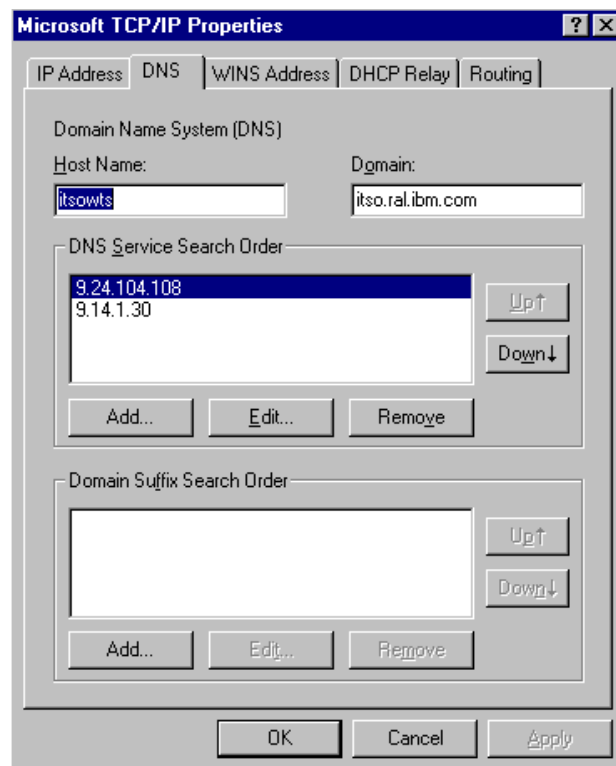 Microsoft TCP/IP Properties
IP Address DNS WINS Address DHCP Relay Routing
Domain Name System (DNS)
Host Name: Domain:
itsowts itso.ral.ibm.com
DNS Service Search Order
9.24.104.108
9.14.1.30
Up↑
Down↓
Add... Edit... Remove
Domain Suffix Search Order
Up↑
Down↓
Add... Edit... Remove
OK Cancel Apply